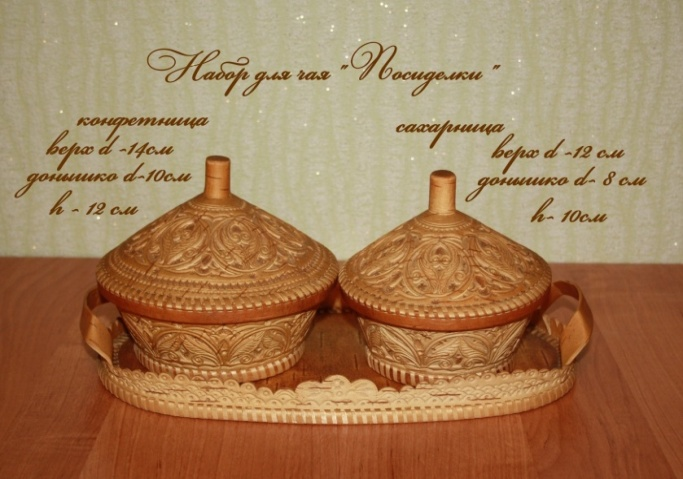 Набор для чая "Посиделки"
конфетница
верх d -14см
донышко d-10см
h - 12 см
сахарница
верх d -12 см
донышко d- 8 см
h- 10см